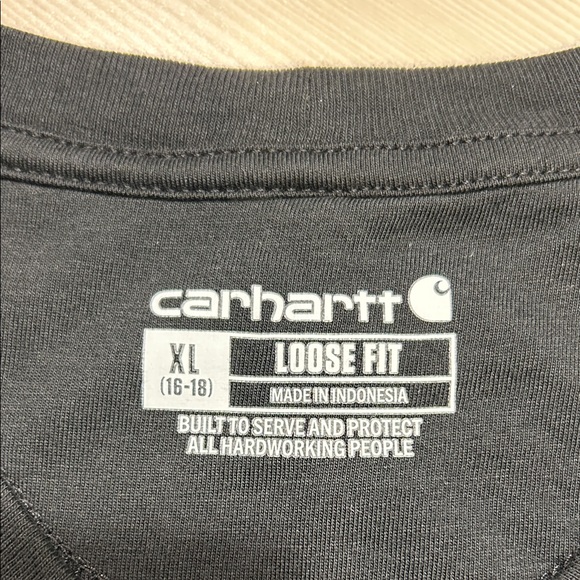 carhartt
XL
(16-18)
LOOSE FIT
MADE IN INDONESIA
BUILT TO SERVE AND PROTECT
ALL HARDWORKING PEOPLE